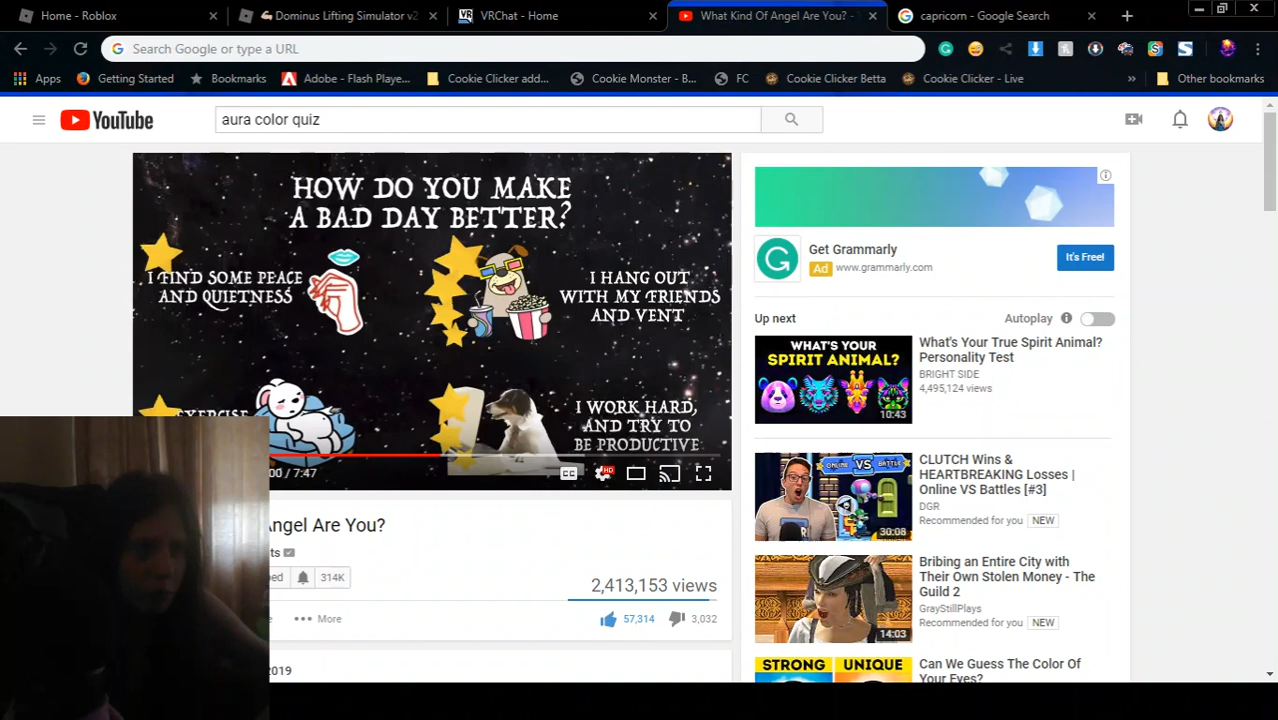 Home - Roblox
Dominus Lifting Simulator v2
VRChat - Home
What Kind Of Angel Are You? -
capricorn - Google Search
Search Google or type a URL
Apps
Getting Started
Bookmarks
Adobe - Flash Playe...
Cookie Clicker add...
Cookie Monster - B...
FC
Cookie Clicker Betta
Cookie Clicker - Live
»
Other bookmarks
YouTube
aura color quiz
HOW DO YOU MAKE
A BAD DAY BETTER?
I FIND SOME PEACE
AND QUIETNESS
I HANG OUT
WITH MY FRIENDS
AND VENT
EXERCISE
I WORK HARD,
AND TRY TO
BE PRODUCTIVE
00 / 7:47
CC
HD
Angel Are You?
ts
bed
314K
2,413,153 views
e
More
57,314
3,032
2019
Get Grammarly
Ad www.grammarly.com
It's Free!
Up next
Autoplay
WHAT'S YOUR
SPIRIT ANIMAL?
10:43
What's Your True Spirit Animal?
Personality Test
BRIGHT SIDE
4,495,124 views
ONLINE VS BATTLE
30:08
CLUTCH Wins &
HEARTBREAKING Losses |
Online VS Battles [#3]
DGR
Recommended for you NEW
14:03
Bribing an Entire City with
Their Own Stolen Money - The
Guild 2
GrayStillPlays
Recommended for you NEW
STRONG UNIQUE
Can We Guess The Color Of
Your Eyes?